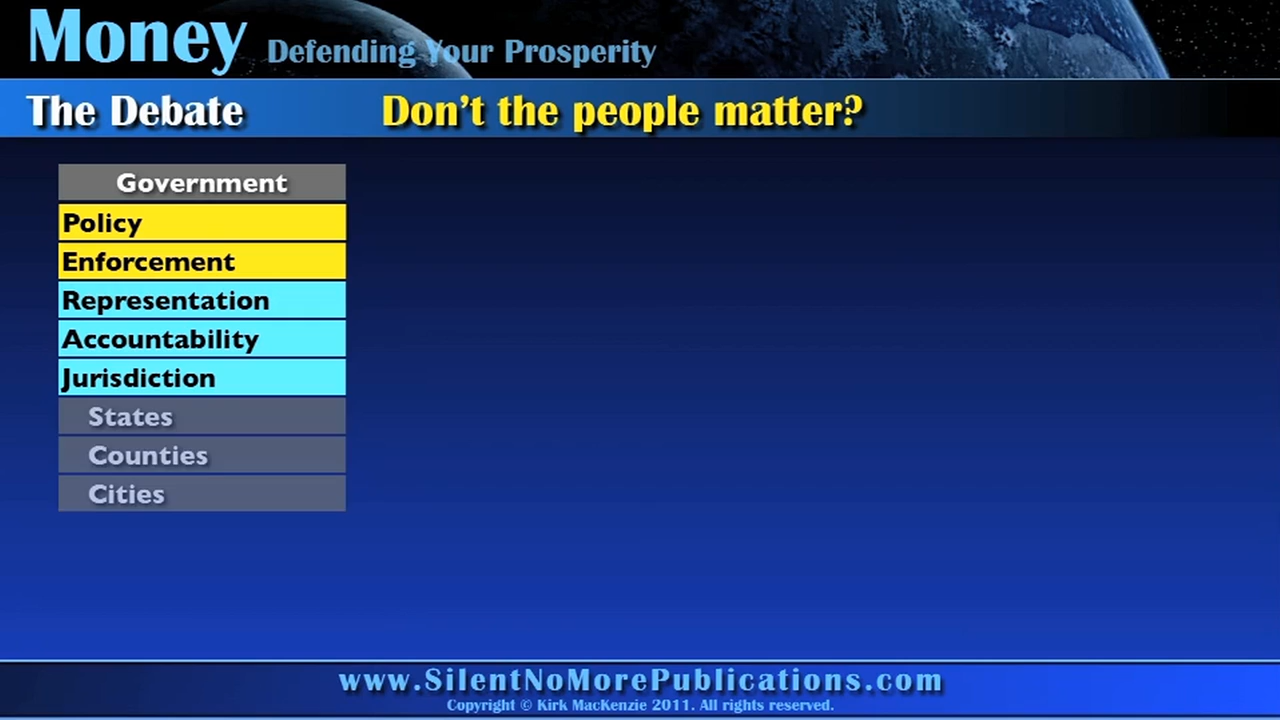 Money Defending Your Prosperity
The Debate Don't the people matter?
Government
Policy
Enforcement
Representation
Accountability
Jurisdiction
States
Counties
Cities
www.SilentNoMorePublications.com
Copyright © Kirk MacKenzie 2011. All rights reserved.